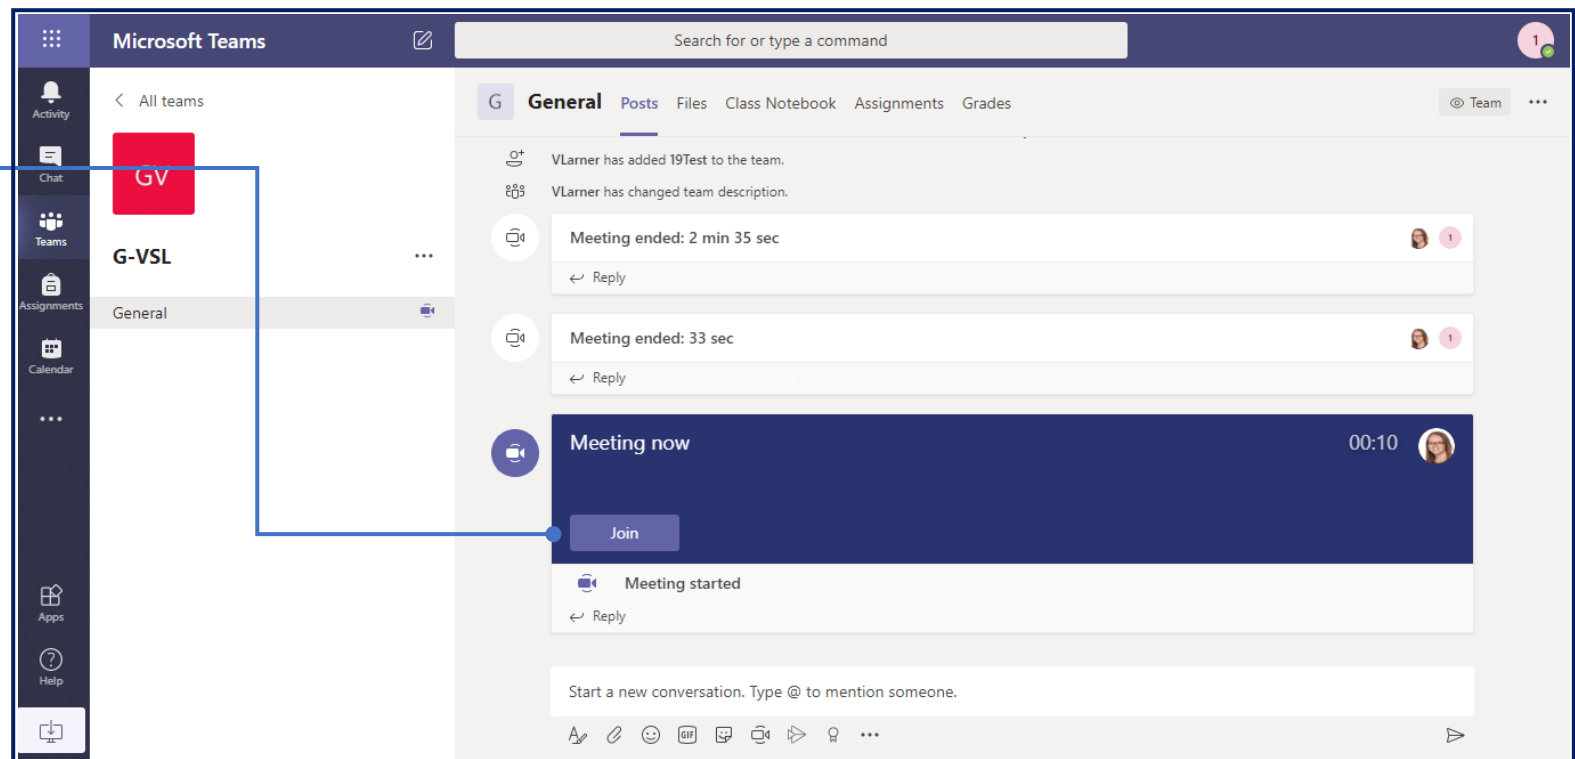 Microsoft Teams
Search for or type a command
1
Activity
Chat
Teams
Assignments
Calendar
Apps
Help
All teams
GV
G-VSL
General
G General Posts Files Class Notebook Assignments Grades
Team
VLarner has added 19Test to the team.
VLarner has changed team description.
Meeting ended: 2 min 35 sec
1
Reply
Meeting ended: 33 sec
1
Reply
Meeting now 00:10
Join
Meeting started
Reply
Start a new conversation. Type @ to mention someone.
GIF